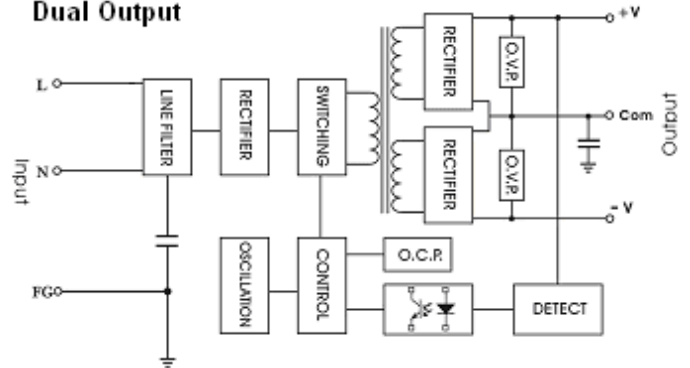 Dual Output
L
N
FG
Input
LINE FILTER
RECTIFIER
SWITCHING
RECTIFIER
RECTIFIER
O.V.P.
O.V.P.
+V
Com
- V
Output
OSCILLATION
CONTROL
O.C.P.
DETECT